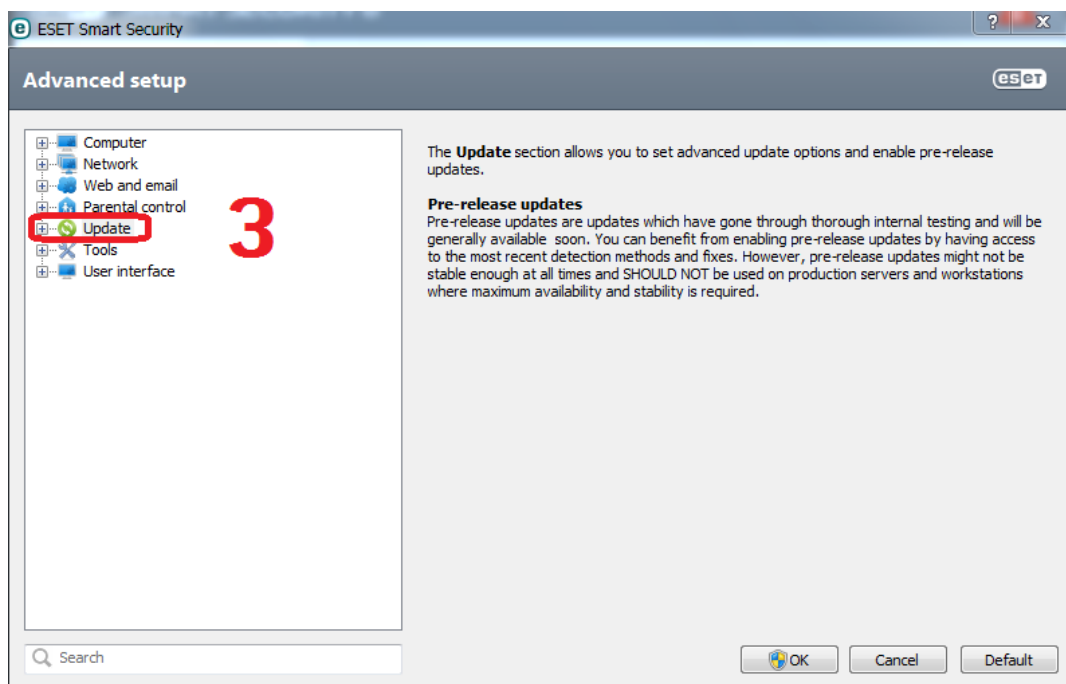 ESET Smart Security
Advanced setup
eset
Computer
Network
Web and email
Parental control
Update
Tools
User interface
3
The Update section allows you to set advanced update options and enable pre-release
updates.
Pre-release updates
Pre-release updates are updates which have gone through thorough internal testing and will be
generally available soon. You can benefit from enabling pre-release updates by having access
to the most recent detection methods and fixes. However, pre-release updates might not be
stable enough at all times and SHOULD NOT be used on production servers and workstations
where maximum availability and stability is required.
Search
OK
Cancel
Default